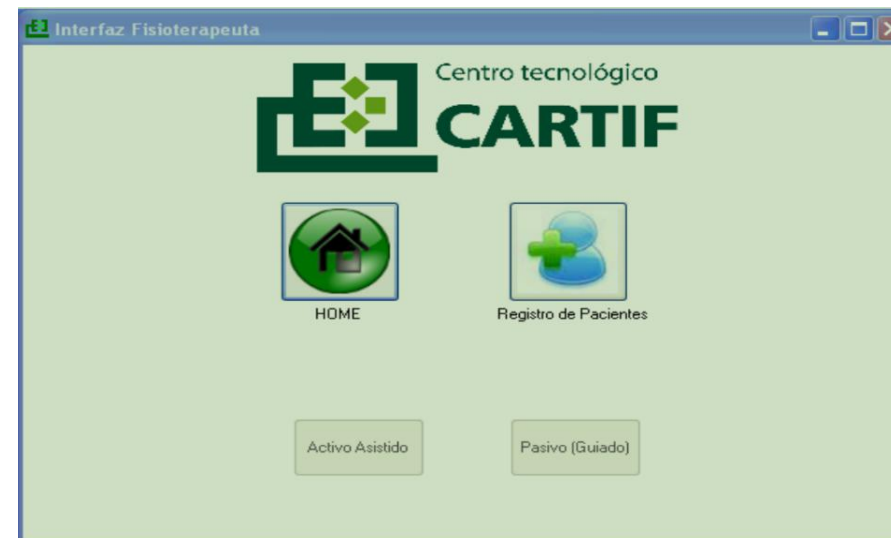 Interfaz Fisioterapeuta
Centro tecnológico
CARTIF
HOME
Registro de Pacientes
Activo Asistido
Pasivo (Guiado)